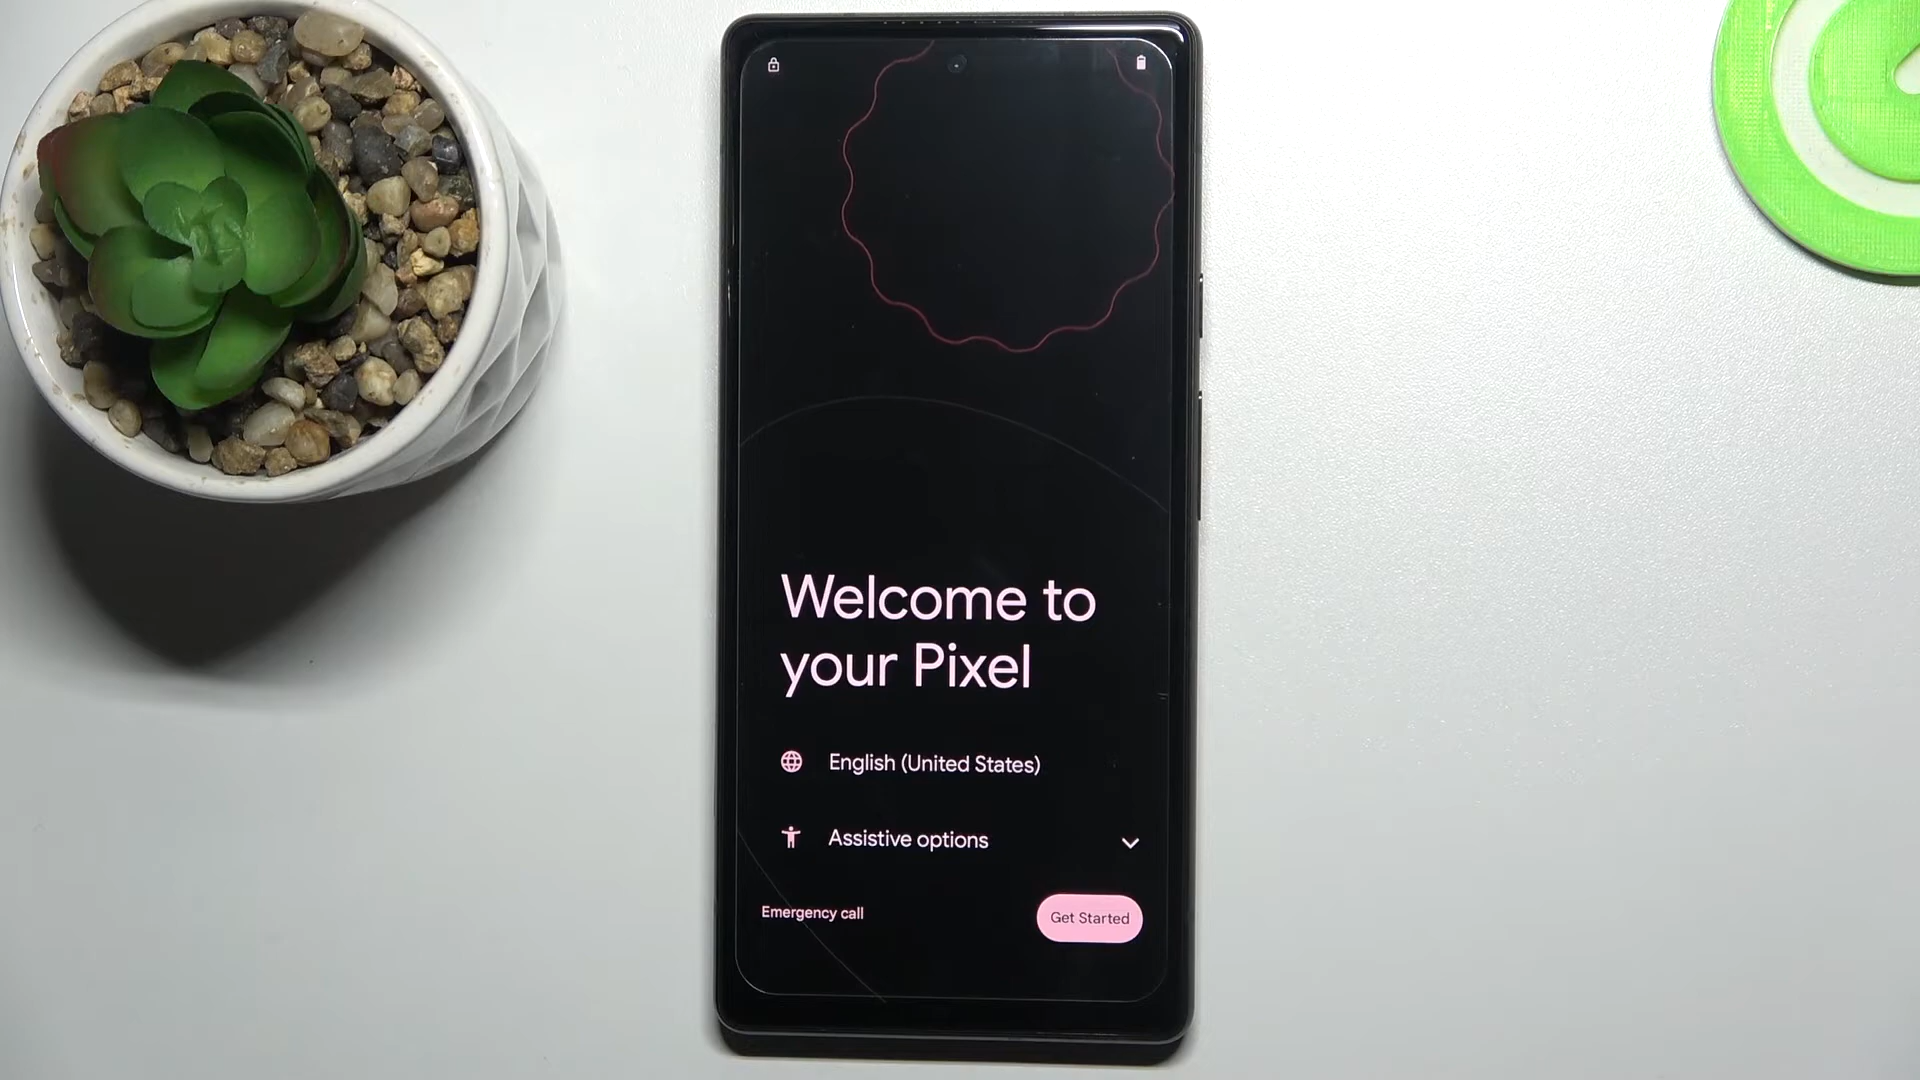 Welcome to
your Pixel
English (United States)
Assistive options
Emergency call
Get Started